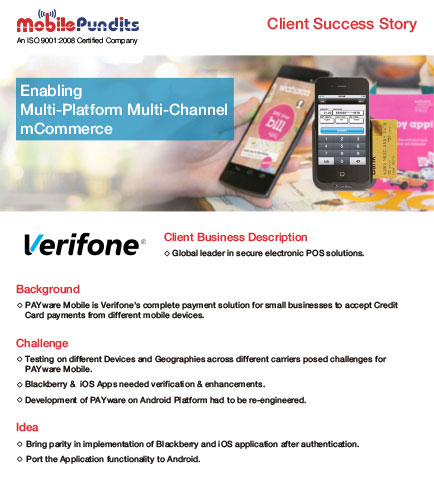 MobilePundits
An ISO 9001:2008 Certified Company
Client Success Story
Enabling
Multi-Platform Multi-Channel
mCommerce
Verifone®
Client Business Description
◇ Global leader in secure electronic POS solutions.
Background
◇ PAYware Mobile is Verifone's complete payment solution for small businesses to accept Credit
Card payments from different mobile devices.
Challenge
◇ Testing on different Devices and Geographies across different carriers posed challenges for
PAYware Mobile.
◇ Blackberry & iOS Apps needed verification & enhancements.
◇ Development of PAYware on Android Platform had to be re-engineered.
Idea
◇ Bring parity in implementation of Blackberry and iOS application after authentication.
◇ Port the Application functionality to Android.